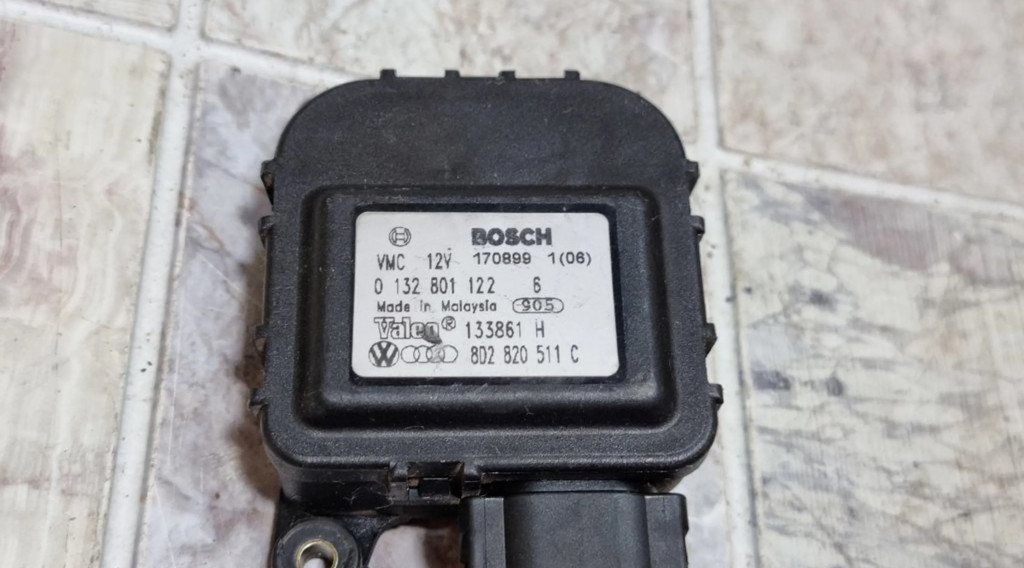 BOSCH
VMC 12V 170899 1(06)
0 132 801 122 6
Made in Malaysia 905
Valeo® 133861 H
VW 8D2 820 511 C